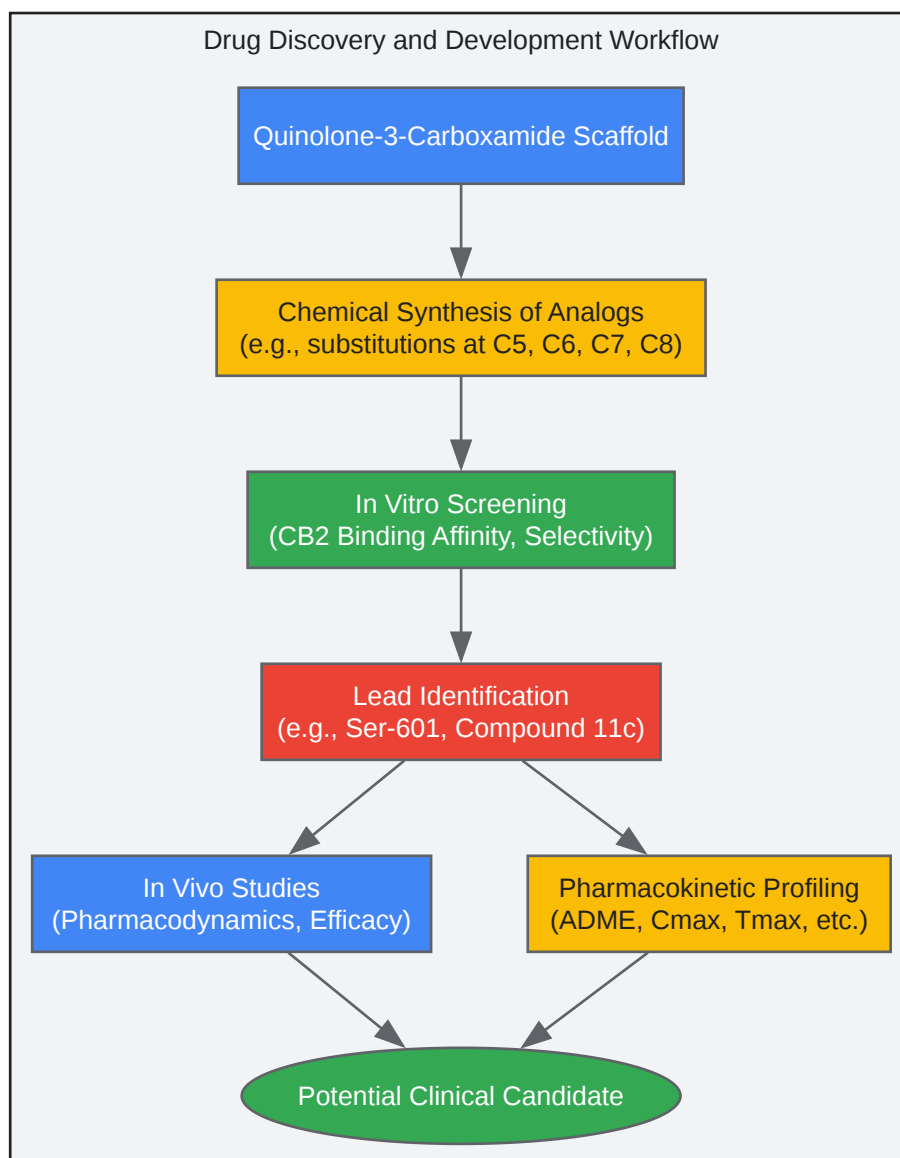 Drug Discovery and Development Workflow
Quinolone-3-Carboxamide Scaffold
Chemical Synthesis of Analogs
(e.g., substitutions at C5, C6, C7, C8)
In Vitro Screening
(CB2 Binding Affinity, Selectivity)
Lead Identification
(e.g., Ser-601, Compound 11c)
In Vivo Studies
(Pharmacodynamics, Efficacy)
Pharmacokinetic Profiling
(ADME, Cmax, Tmax, etc.)
Potential Clinical Candidate